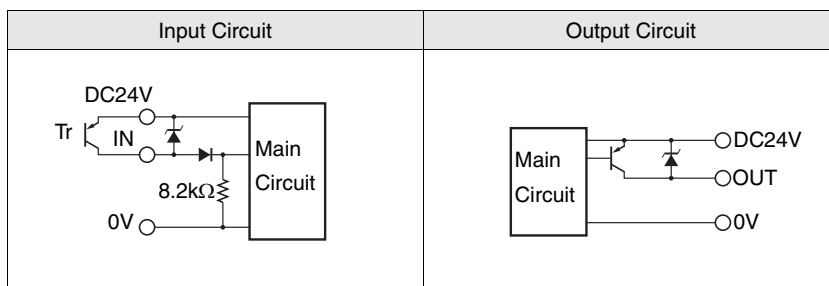 Input Circuit
Output Circuit
DC24V
Tr
IN
Main
Circuit
8.2kΩ
0V
Main
Circuit
DC24V
OUT
0V